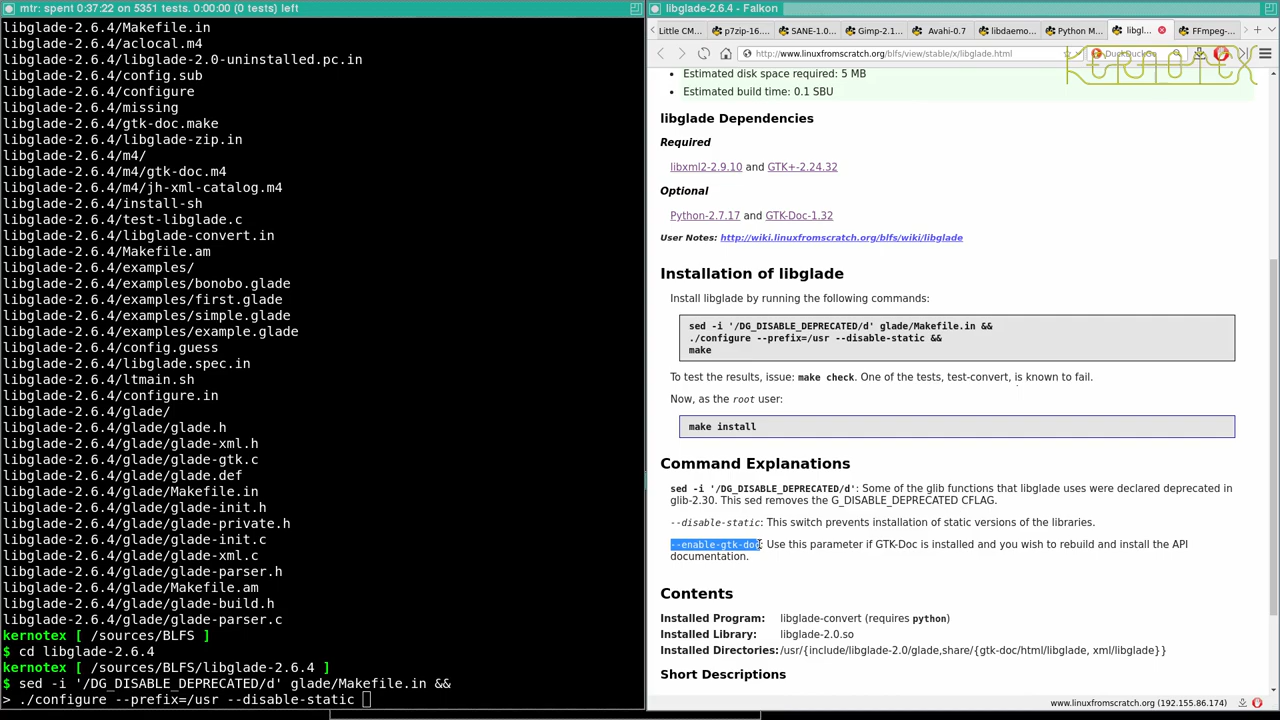 mtr: spent 0:37:22 on 5351 tests. 0:00:00 (0 tests) left
libglade-2.6.4/Makefile.in
libglade-2.6.4/aclocal.m4
libglade-2.6.4/libglade-2.0-uninstalled.pc.in
libglade-2.6.4/config.sub
libglade-2.6.4/configure
libglade-2.6.4/missing
libglade-2.6.4/gtk-doc.make
libglade-2.6.4/libglade-zip.in
libglade-2.6.4/m4/
libglade-2.6.4/m4/gtk-doc.m4
libglade-2.6.4/m4/jh-xml-catalog.m4
libglade-2.6.4/install-sh
libglade-2.6.4/test-libglade.c
libglade-2.6.4/libglade-convert.in
libglade-2.6.4/Makefile.am
libglade-2.6.4/examples/
libglade-2.6.4/examples/bonobo.glade
libglade-2.6.4/examples/first.glade
libglade-2.6.4/examples/simple.glade
libglade-2.6.4/examples/example.glade
libglade-2.6.4/config.guess
libglade-2.6.4/libglade.spec.in
libglade-2.6.4/ltmain.sh
libglade-2.6.4/configure.in
libglade-2.6.4/glade/
libglade-2.6.4/glade/glade.h
libglade-2.6.4/glade/glade-xml.h
libglade-2.6.4/glade/glade-gtk.c
libglade-2.6.4/glade/glade.def
libglade-2.6.4/glade/Makefile.in
libglade-2.6.4/glade/glade-init.h
libglade-2.6.4/glade/glade-private.h
libglade-2.6.4/glade/glade-init.c
libglade-2.6.4/glade/glade-xml.c
libglade-2.6.4/glade/glade-parser.h
libglade-2.6.4/glade/Makefile.am
libglade-2.6.4/glade/glade-build.h
libglade-2.6.4/glade/glade-parser.c
kernotex [ /sources/BLFS ]
$ cd libglade-2.6.4
kernotex [ /sources/BLFS/libglade-2.6.4 ]
$ sed -i '/DG_DISABLE_DEPRECATED/d' glade/Makefile.in &&
> ./configure --prefix=/usr --disable-static
libglade-2.6.4 - Falkon
Little CM... p7zip-16.... SANE-1.0... Gimp-2.1... Avahi-0.7 libdaemo... Python M... libgl... FFmpeg-...
http://www.linuxfromscratch.org/blfs/view/stable/x/libglade.html DuckDuckGo
KERNOTEX
Estimated disk space required: 5 MB
Estimated build time: 0.1 SBU
libglade Dependencies
Required
libxml2-2.9.10 and GTK+-2.24.32
Optional
Python-2.7.17 and GTK-Doc-1.32
User Notes: http://wiki.linuxfromscratch.org/blfs/wiki/libglade
Installation of libglade
Install libglade by running the following commands:
sed -i '/DG_DISABLE_DEPRECATED/d' glade/Makefile.in &&
./configure --prefix=/usr --disable-static &&
make
To test the results, issue: make check. One of the tests, test-convert, is known to fail.
Now, as the root user:
make install
Command Explanations
sed -i '/DG_DISABLE_DEPRECATED/d': Some of the glib functions that libglade uses were declared deprecated in
glib-2.30. This sed removes the G_DISABLE_DEPRECATED CFLAG.
--disable-static: This switch prevents installation of static versions of the libraries.
--enable-gtk-doc: Use this parameter if GTK-Doc is installed and you wish to rebuild and install the API
documentation.
Contents
Installed Program: libglade-convert (requires python)
Installed Library: libglade-2.0.so
Installed Directories: /usr/{include/libglade-2.0/glade,share/{gtk-doc/html/libglade, xml/libglade}}
Short Descriptions
www.linuxfromscratch.org (192.155.86.174)